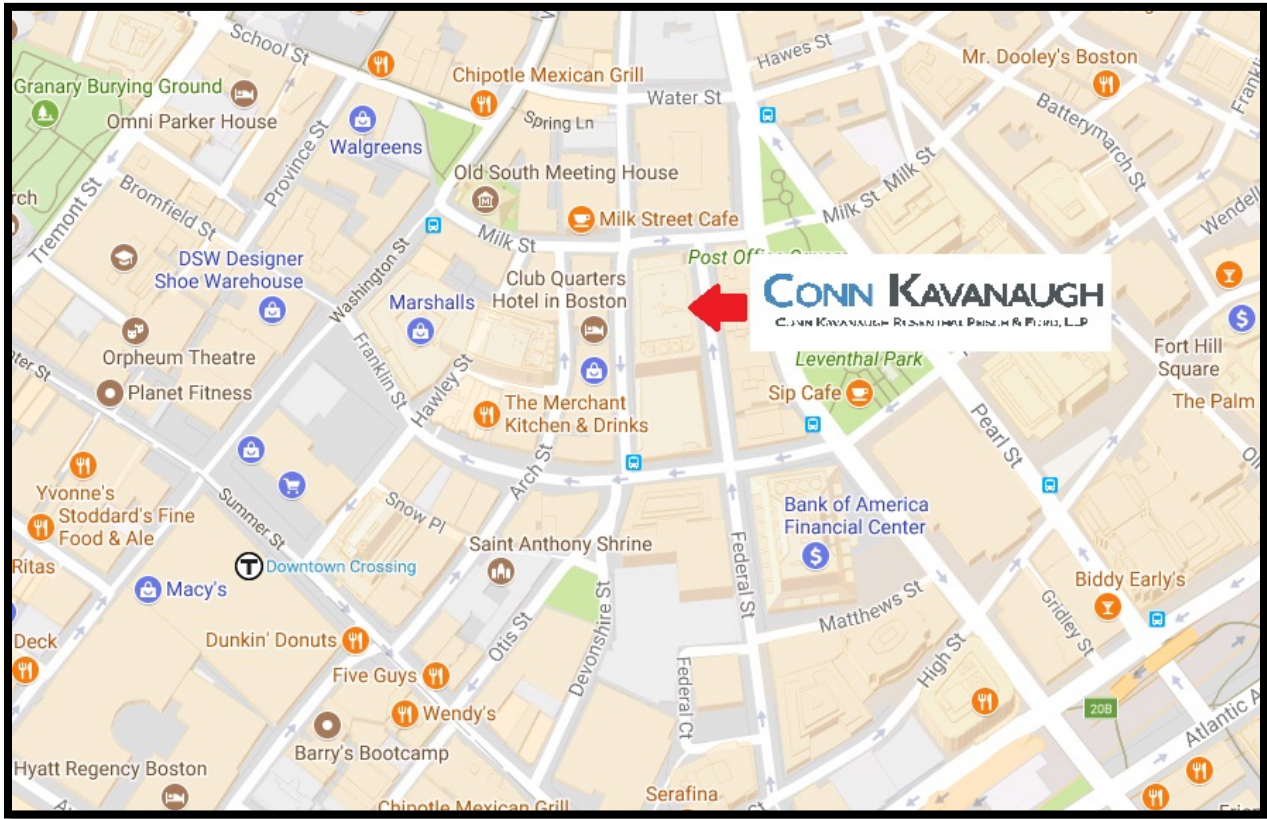 School St
Hawes St
Mr. Dooley's Boston
Chipotle Mexican Grill
Granary Burying Ground
Water St
Omni Parker House
Spring Ln
Batterymarch St
Walgreens
Province St
Old South Meeting House
Tremont St
Bromfield St
Milk St
Milk St
Milk Street Cafe
Wendell
Milk St
DSW Designer
Shoe Warehouse
Washington St
Club Quarters
Hotel in Boston
Marshalls
CONN KAVANAUGH
CONN KAVANAUGH ROSENTHAL PEISCH & FORD, LLP
Orpheum Theatre
Franklin St
Hawley St
Leventhal Park
Fort Hill
Square
Planet Fitness
Sip Cafe
The Merchant
Kitchen & Drinks
The Palm
Pearl St
Arch St
Yvonne's
Stoddard's Fine
Food & Ale
Summer St
Snow Pl
Bank of America
Financial Center
Saint Anthony Shrine
Federal St
Ritas
Downtown Crossing
Macy's
Biddy Early's
Matthews St
Gridley St
Otis St
Devonshire St
Deck
Dunkin' Donuts
Five Guys
High St
Federal Ct
Wendy's
20B
Atlantic A
Barry's Bootcamp
Hyatt Regency Boston
Serafina
Chipotle Mexican Grill